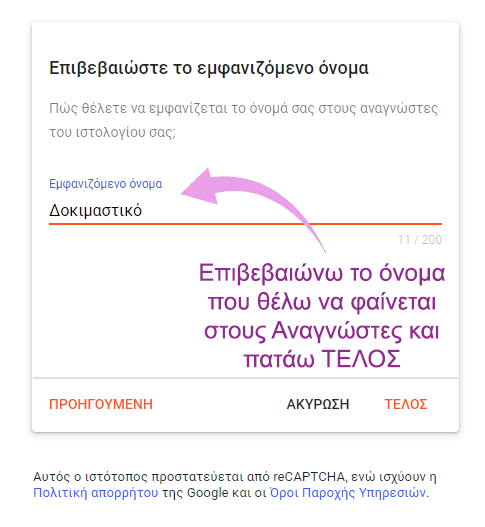 Επιβεβαιώστε το εμφανιζόμενο όνομα
Πώς θέλετε να εμφανίζεται το όνομά σας στους αναγνώστες
του ιστολογίου σας;
Εμφανιζόμενο όνομα
Δοκιμαστικό
11 / 200
Επιβεβαιώνω το όνομα
που θέλω να φαίνεται
στους Αναγνώστες και
πατάω ΤΕΛΟΣ
ΠΡΟΗΓΟΥΜΕΝΗ ΑΚΥΡΩΣΗ ΤΕΛΟΣ
Αυτός ο ιστότοπος προστατεύεται από reCAPTCHA, ενώ ισχύουν η
Πολιτική απορρήτου της Google και οι Όροι Παροχής Υπηρεσιών.